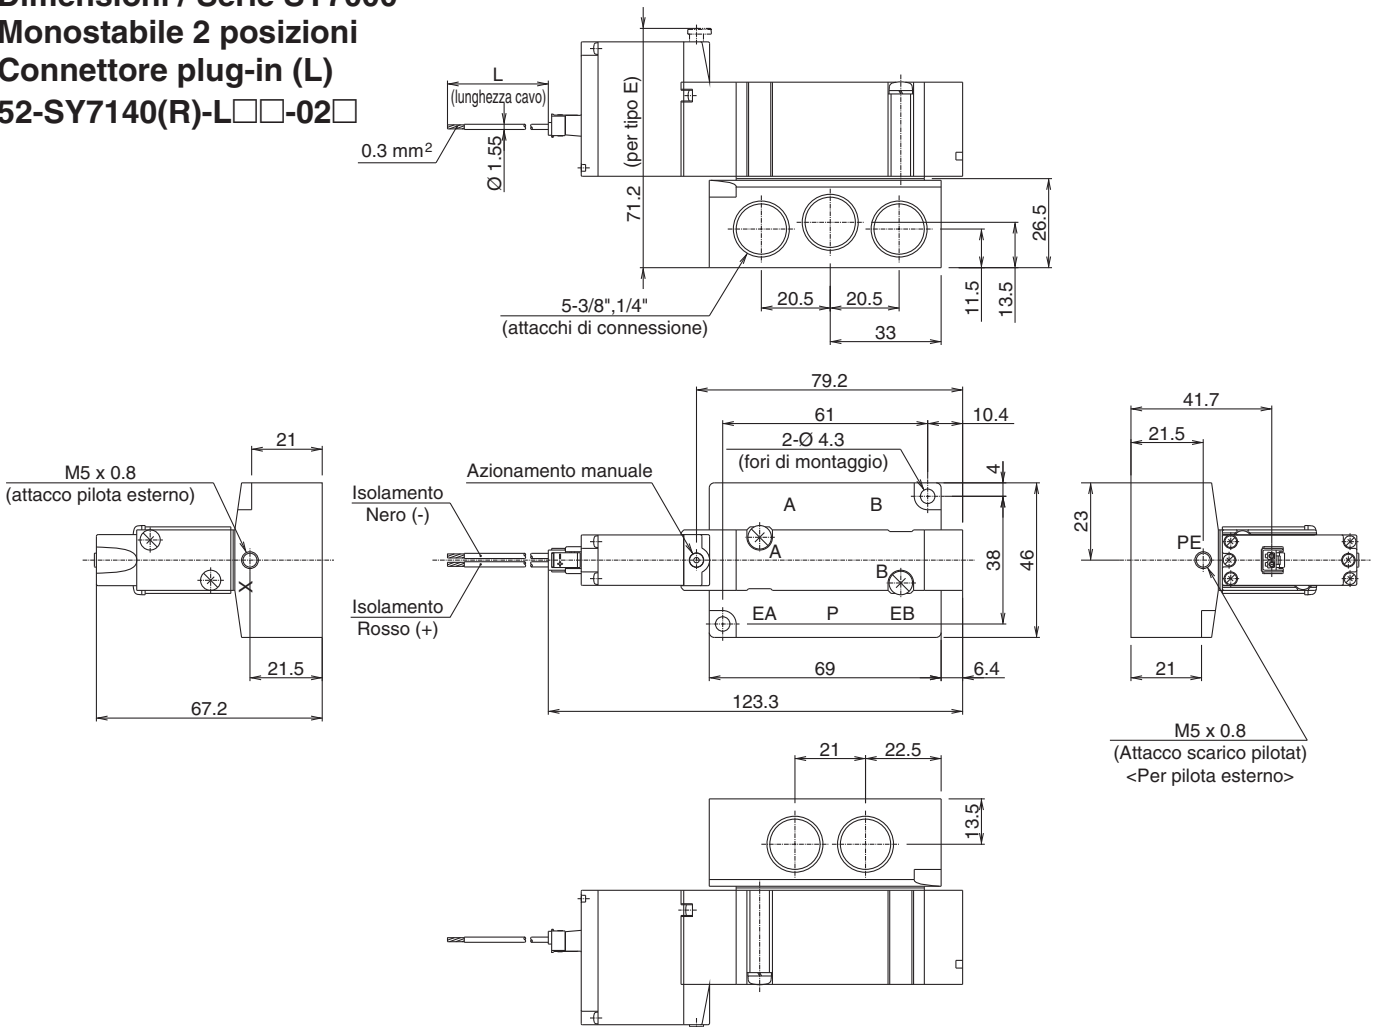 Dimensioni / Serie SY7000
Monostabile 2 posizioni
Connettore plug-in (L)
52-SY7140(R)-L□□-02□
L
(lunghezza cavo)
0.3 mm²
Ø 1.55
71.2 (per tipo E)
26.5
11.5
13.5
20.5
20.5
33
5-3/8",1/4"
(attacchi di connessione)
79.2
61
10.4
2-Ø 4.3
(fori di montaggio)
4
Azionamento manuale
Isolamento
Nero (-)
Isolamento
Rosso (+)
A
B
A
B
EA
P
EB
38
46
69
6.4
123.3
21
M5 x 0.8
(attacco pilota esterno)
X
21.5
67.2
41.7
21.5
23
PE
21
M5 x 0.8
(Attacco scarico pilotat)
<Per pilota esterno>
21
22.5
13.5